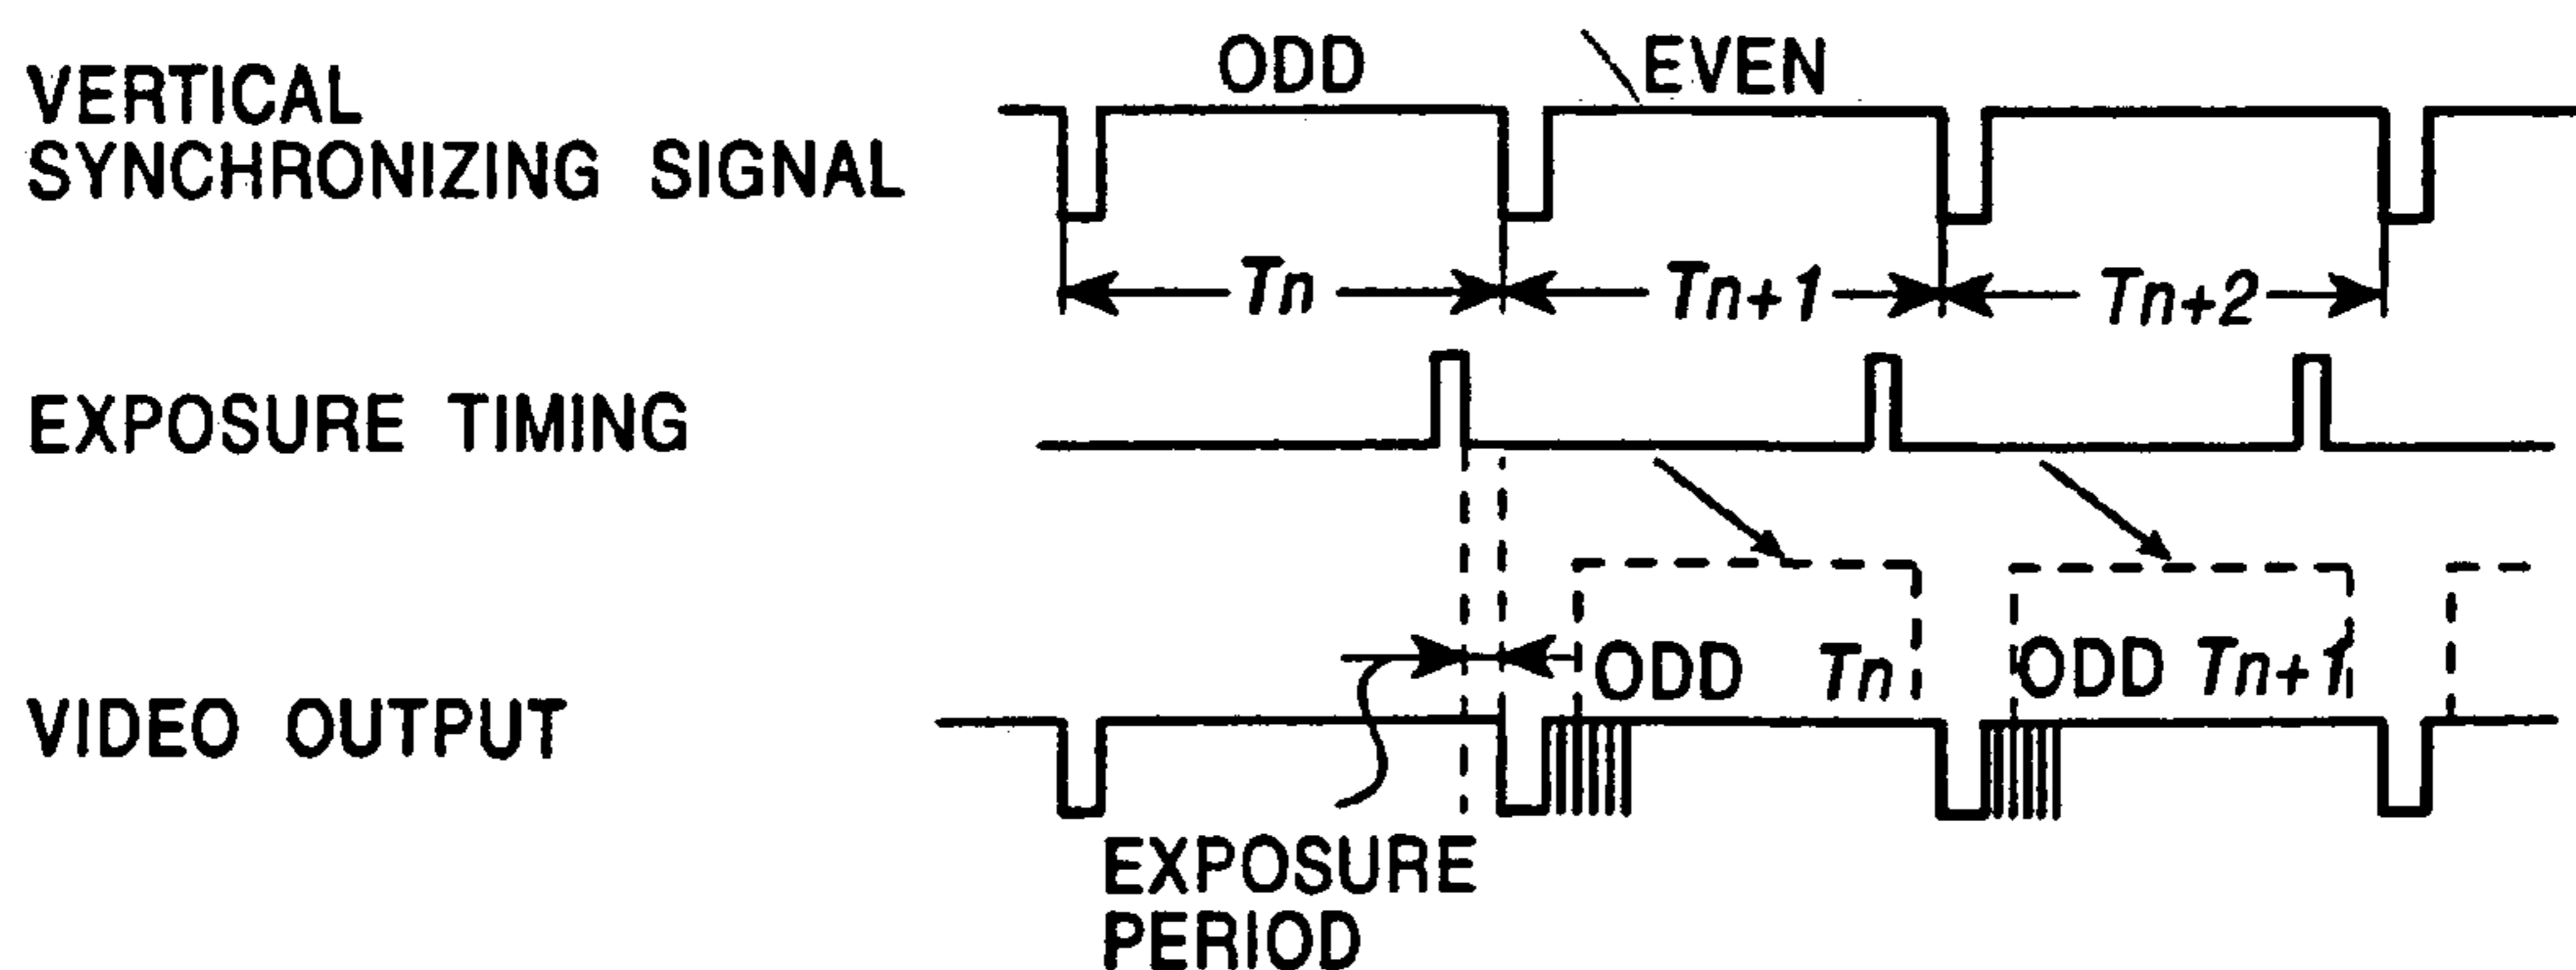 ODD EVEN
VERTICAL
SYNCHRONIZING SIGNAL
Tn Tn+1 Tn+2
EXPOSURE TIMING
ODD Tn ODD Tn+1
VIDEO OUTPUT
EXPOSURE
PERIOD